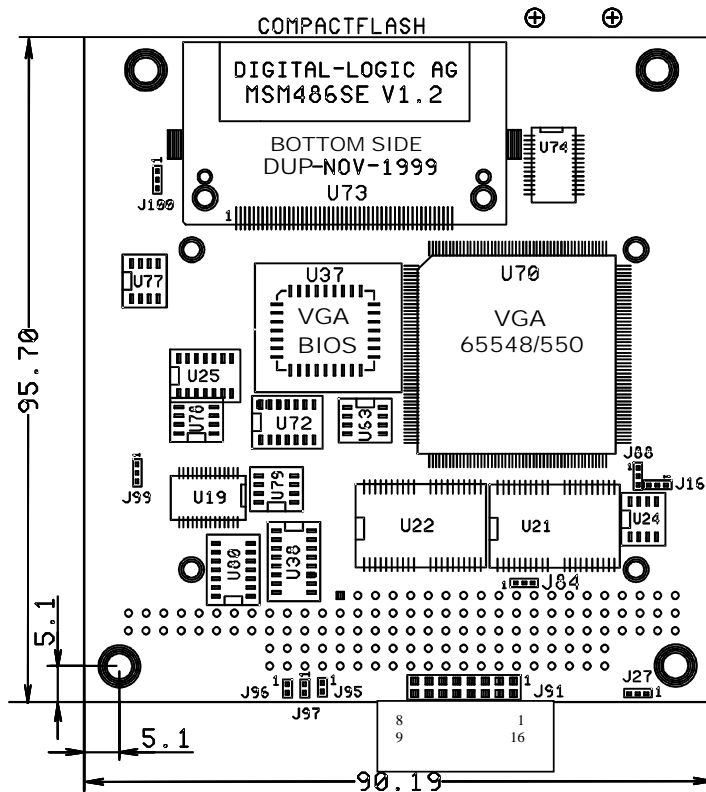 COMPACTFLASH
DIGITAL-LOGIC AG
MSM486SE V1.2
BOTTOM SIDE
DUP-NOV-1999
U73
1
U74
1
J100
U77
U37
VGA
BIOS
U70
VGA
65548/550
95.70
U25
U78
U72
U53
J88
1
J16
1
J99
U19
U79
U22
U21
U24
U80
U38
1
J84
5.1
J96
1
1
J97
J95
1
J91
J27
1
8 1
9 16
5.1
90.19